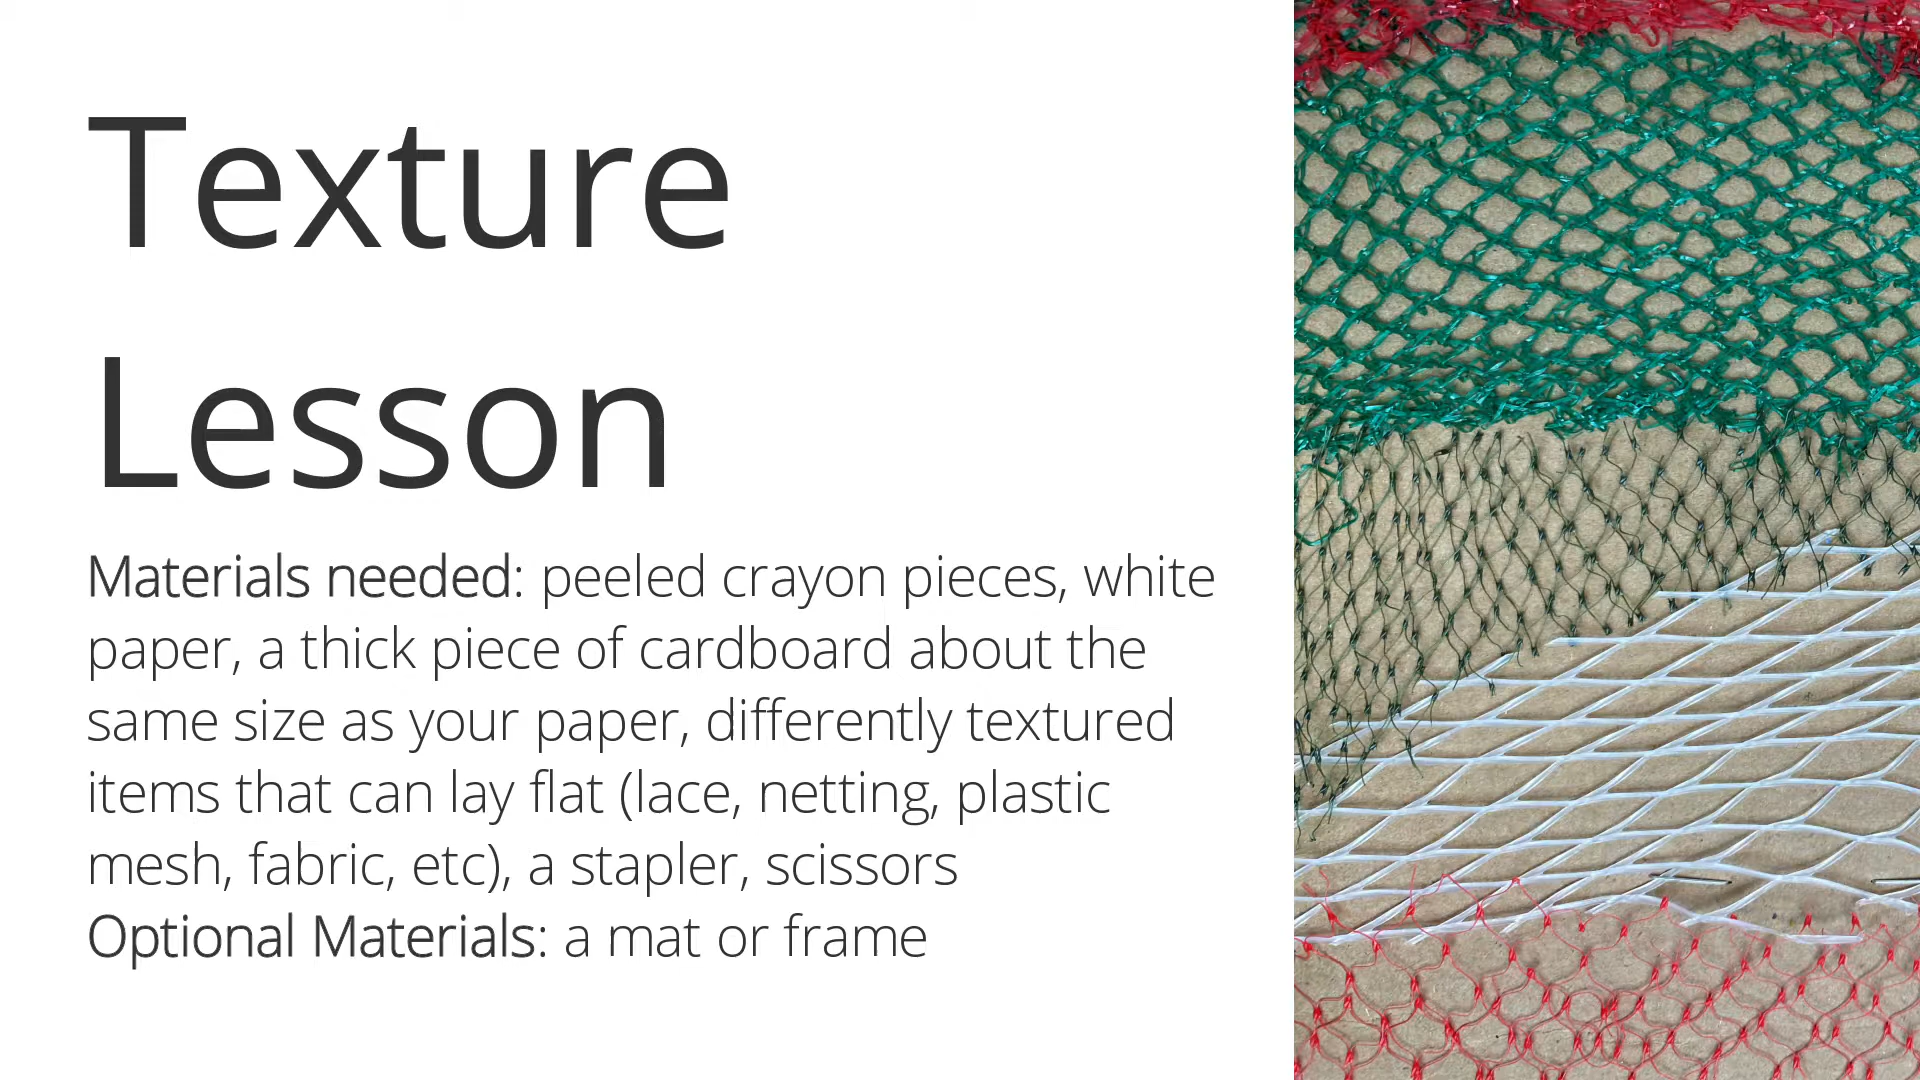 Texture
Lesson
Materials needed: peeled crayon pieces, white
paper, a thick piece of cardboard about the
same size as your paper, differently textured
items that can lay flat (lace, netting, plastic
mesh, fabric, etc), a stapler, scissors
Optional Materials: a mat or frame